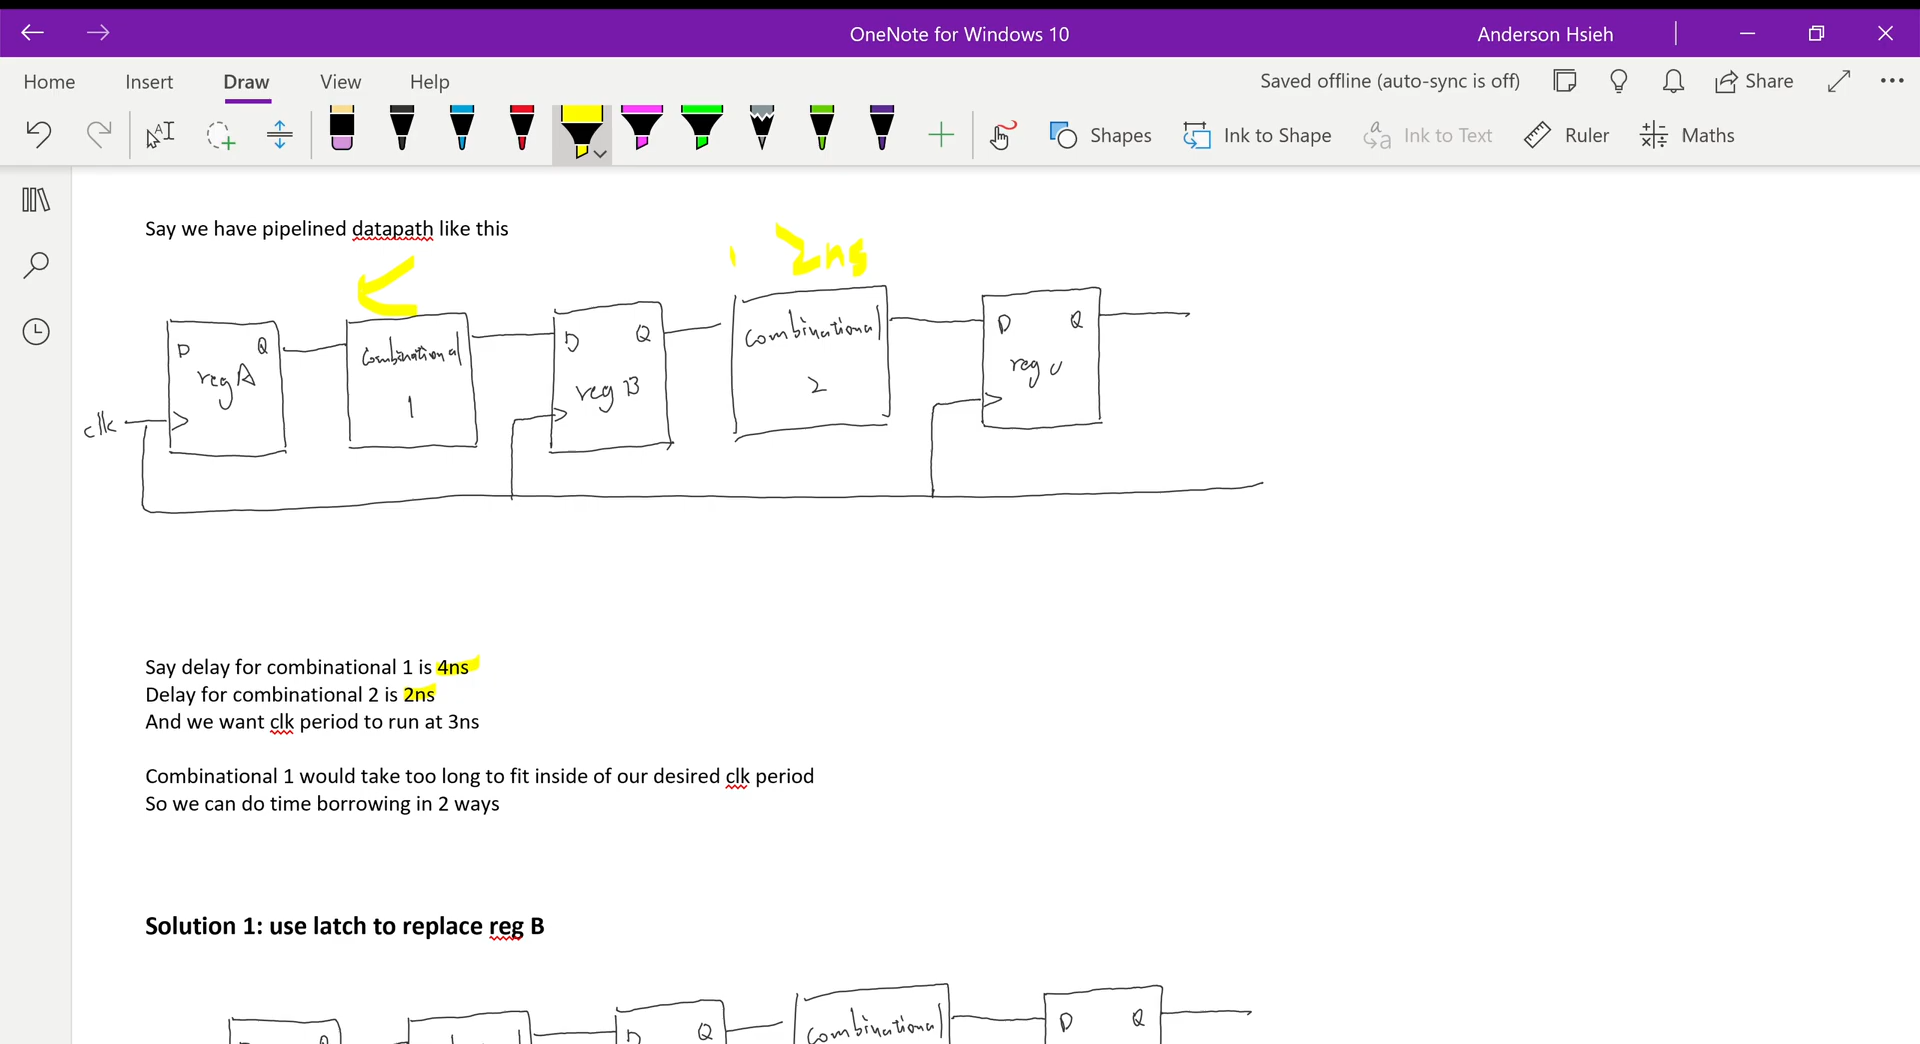 OneNote for Windows 10
Anderson Hsieh
Home Insert Draw View Help
Saved offline (auto-sync is off) Share
Shapes Ink to Shape Ink to Text Ruler Maths
Say we have pipelined datapath like this
2ns
D Q
reg A
Combinational
1
D Q
reg B
Combinational
2
D Q
reg
clk
Say delay for combinational 1 is 4ns
Delay for combinational 2 is 2ns
And we want clk period to run at 3ns
Combinational 1 would take too long to fit inside of our desired clk period
So we can do time borrowing in 2 ways
Solution 1: use latch to replace reg B
D Q
Combinational
D Q